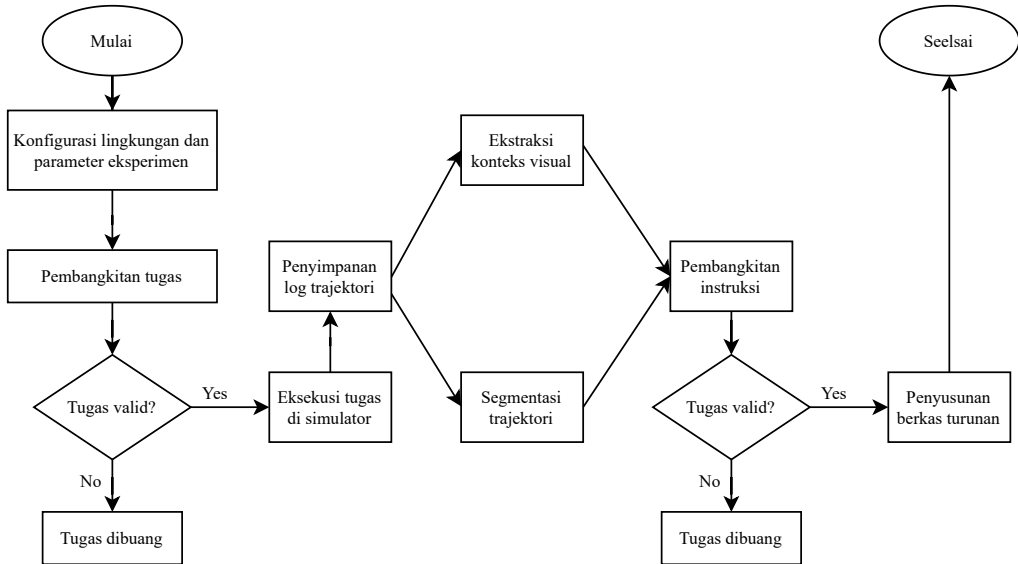 Mulai
Konfigurasi lingkungan dan
parameter eksperimen
Pembangkitan tugas
Tugas valid?
Yes
No
Tugas dibuang
Eksekusi tugas
di simulator
Penyimpanan
log trajektori
Ekstraksi
konteks visual
Segmentasi
trajektori
Pembangkitan
instruksi
Tugas valid?
Yes
No
Tugas dibuang
Penyusunan
berkas turunan
Seelsai